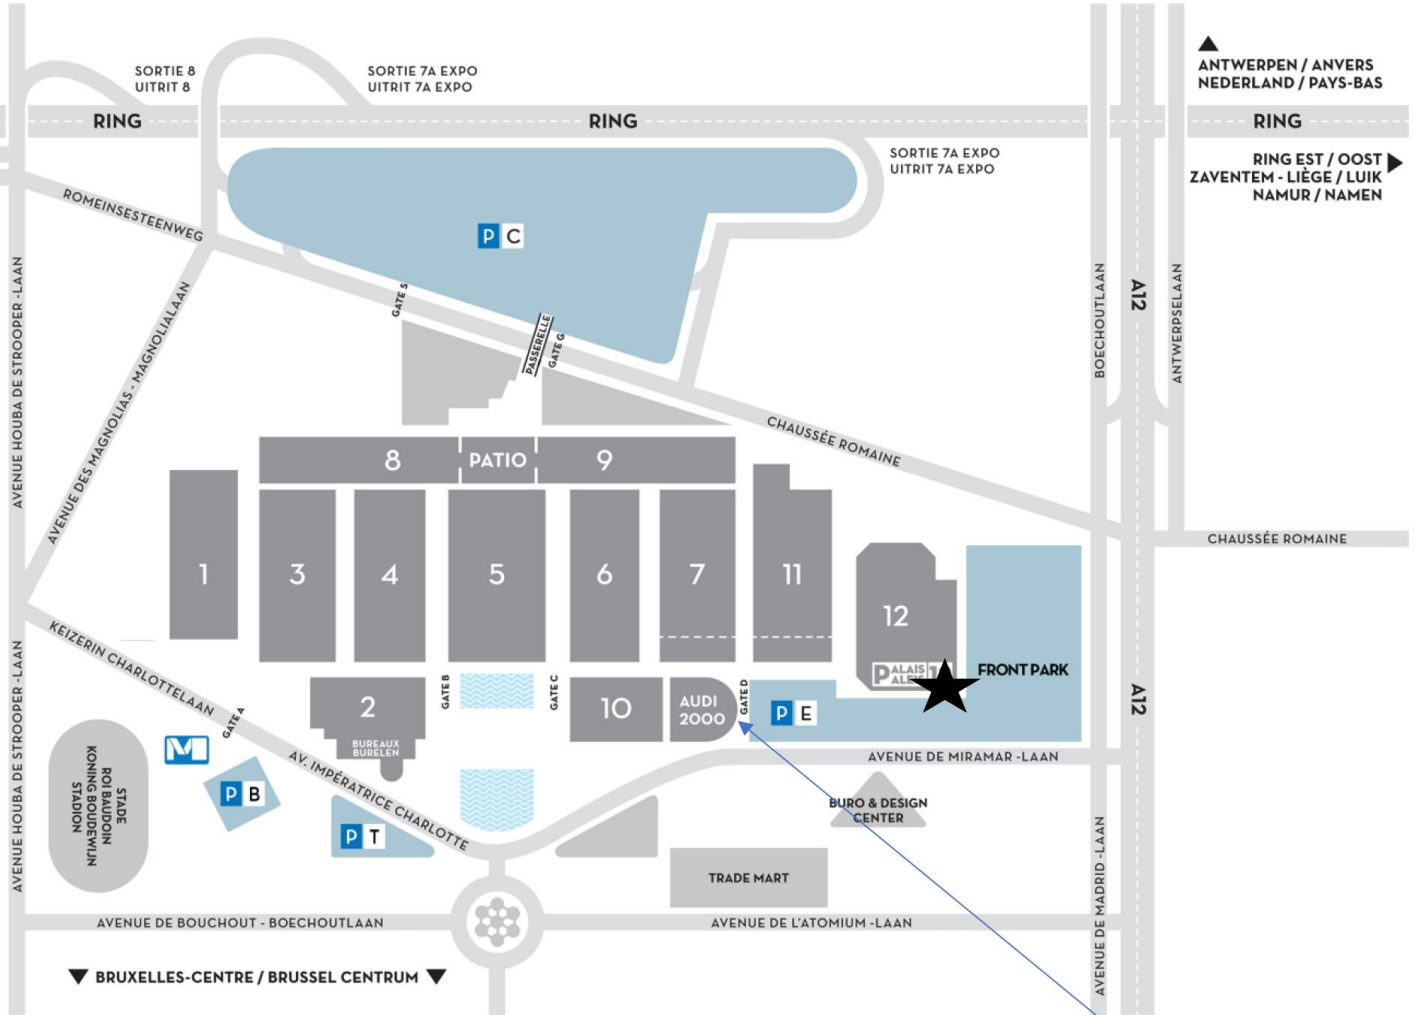 SORTIE 8
UITRIT 8
SORTIE 7A EXPO
UITRIT 7A EXPO
ANTWERPEN / ANVERS
NEDERLAND / PAYS-BAS
RING
RING
RING
SORTIE 7A EXPO
UITRIT 7A EXPO
RING EST / OOST
ZAVENTEM - LIÈGE / LUIK
NAMUR / NAMEN
ROMEINSESTEENWEG
P C
GATE S
PASSERELLE
GATE G
AVENUE HOUBA DE STROOPER -LAAN
AVENUE DES MAGNOLIAS - MAGNOLIALAAN
BOECHOUTLAAN
A12
ANTWERPSELAAN
CHAUSSÉE ROMAINE
8
PATIO
9
CHAUSSÉE ROMAINE
1
3
4
5
6
7
11
12
FRONT PARK
KEIZERIN CHARLOTTELAAN
GATE A
GATE B
GATE C
GATE D
2
BUREAUX
BURELEN
10
AUDI
2000
P E
A12
AVENUE HOUBA DE STROOPER -LAAN
STADE
ROI BAUDOIN
KONING BOUDEWIJN
STADION
M
P B
AV. IMPÉRATRICE CHARLOTTE
P T
AVENUE DE MIRAMAR -LAAN
BURO & DESIGN
CENTER
TRADE MART
AVENUE DE MADRID -LAAN
AVENUE DE BOUCHOUT - BOECHOUTLAAN
AVENUE DE L'ATOMIUM -LAAN
BRUXELLES-CENTRE / BRUSSEL CENTRUM